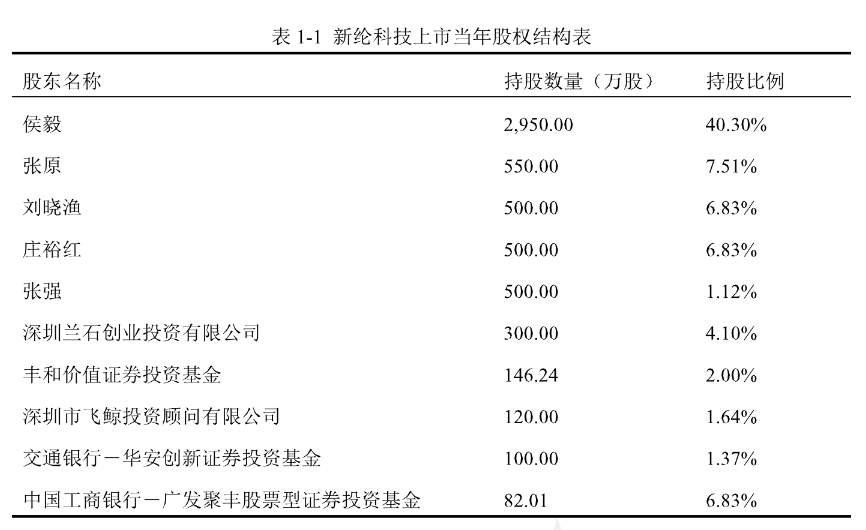 表 1-1 新纶科技上市当年股权结构表
股东名称 持股数量（万股） 持股比例
侯毅 2,950.00 40.30%
张原 550.00 7.51%
刘晓渔 500.00 6.83%
庄裕红 500.00 6.83%
张强 500.00 1.12%
深圳兰石创业投资有限公司 300.00 4.10%
丰和价值证券投资基金 146.24 2.00%
深圳市飞鲸投资顾问有限公司 120.00 1.64%
交通银行－华安创新证券投资基金 100.00 1.37%
中国工商银行－广发聚丰股票型证券投资基金 82.01 6.83%